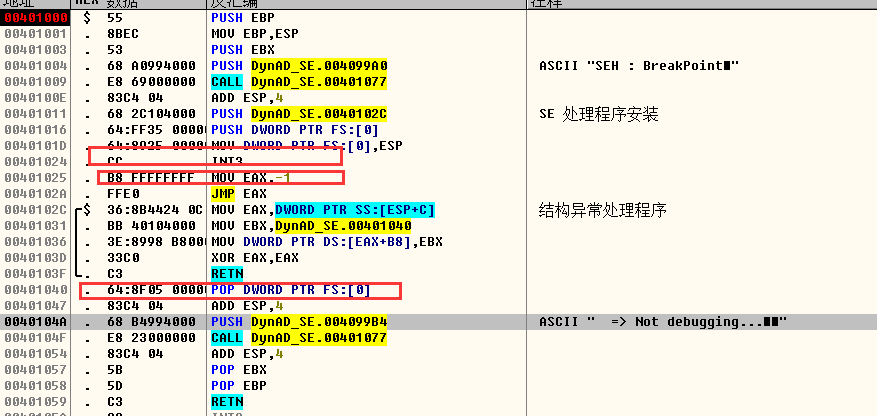 地址 HEX 数据 反汇编 注释
00401000 $ 55 PUSH EBP
00401001 . 8BEC MOV EBP,ESP
00401003 . 53 PUSH EBX
00401004 . 68 A0994000 PUSH DynAD_SE.004099A0 ASCII "SEH : BreakPoint■"
00401009 . E8 69000000 CALL DynAD_SE.00401077
0040100E . 83C4 04 ADD ESP,4
00401011 . 68 2C104000 PUSH DynAD_SE.0040102C SE 处理程序安装
00401016 . 64:FF35 00000 PUSH DWORD PTR FS:[0]
0040101D . 64:8925 00000 MOV DWORD PTR FS:[0],ESP
00401024 . CC INT3
00401025 . B8 FFFFFFFF MOV EAX,-1
0040102A . FFE0 JMP EAX
0040102C $ 36:8B4424 0C MOV EAX,DWORD PTR SS:[ESP+C] 结构异常处理程序
00401031 . BB 40104000 MOV EBX,DynAD_SE.00401040
00401036 . 3E:8998 B800 MOV DWORD PTR DS:[EAX+B8],EBX
0040103D . 33C0 XOR EAX,EAX
0040103F . C3 RETN
00401040 . 64:8F05 00000 POP DWORD PTR FS:[0]
00401047 . 83C4 04 ADD ESP,4
0040104A . 68 B4994000 PUSH DynAD_SE.004099B4 ASCII "  => Not debugging...■■"
0040104F . E8 23000000 CALL DynAD_SE.00401077
00401054 . 83C4 04 ADD ESP,4
00401057 . 5B POP EBX
00401058 . 5D POP EBP
00401059 . C3 RETN